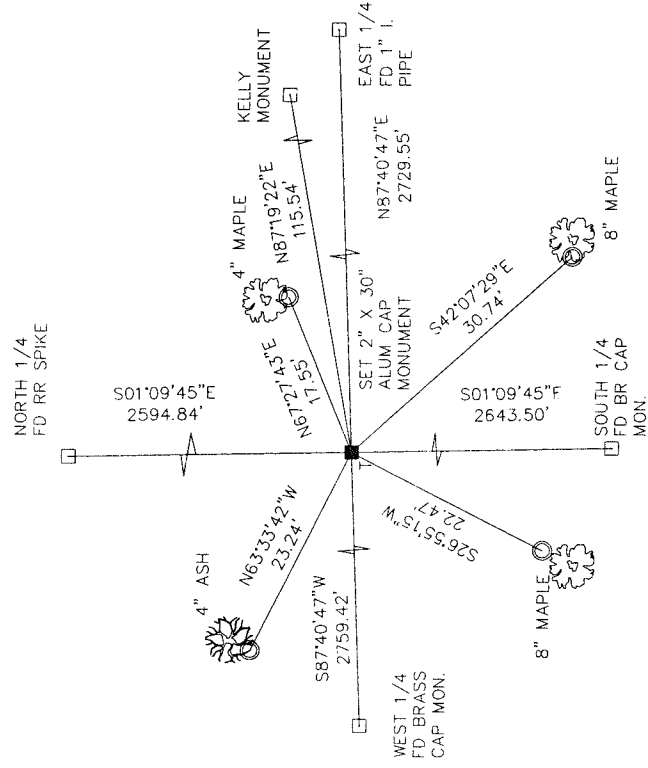 NORTH 1/4
FD RR SPIKE
S01°09'45"E
2594.84'
4" MAPLE
KELLY
MONUMENT
N87°19'22"E
115.54'
N67°27'43"E
17.55'
EAST 1/4
FD 1" I.
PIPE
N87°40'47"E
2729.55'
SET 2" X 30"
ALUM CAP
MONUMENT
4" ASH
N63°33'42"W
23.24'
S87°40'47"W
2759.42'
WEST 1/4
FD BRASS
CAP MON.
S26°55'15"W
22.47'
8" MAPLE
S01°09'45"E
2643.50'
SOUTH 1/4
FD BR CAP
MON.
S42°07'29"E
30.74'
8" MAPLE